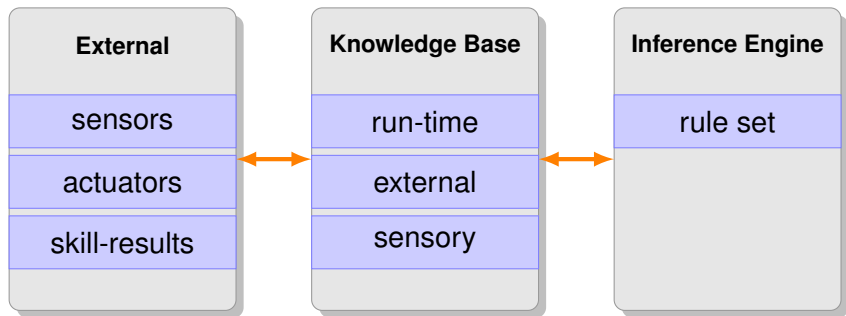 External
sensors
actuators
skill-results
Knowledge Base
run-time
external
sensory
Inference Engine
rule set